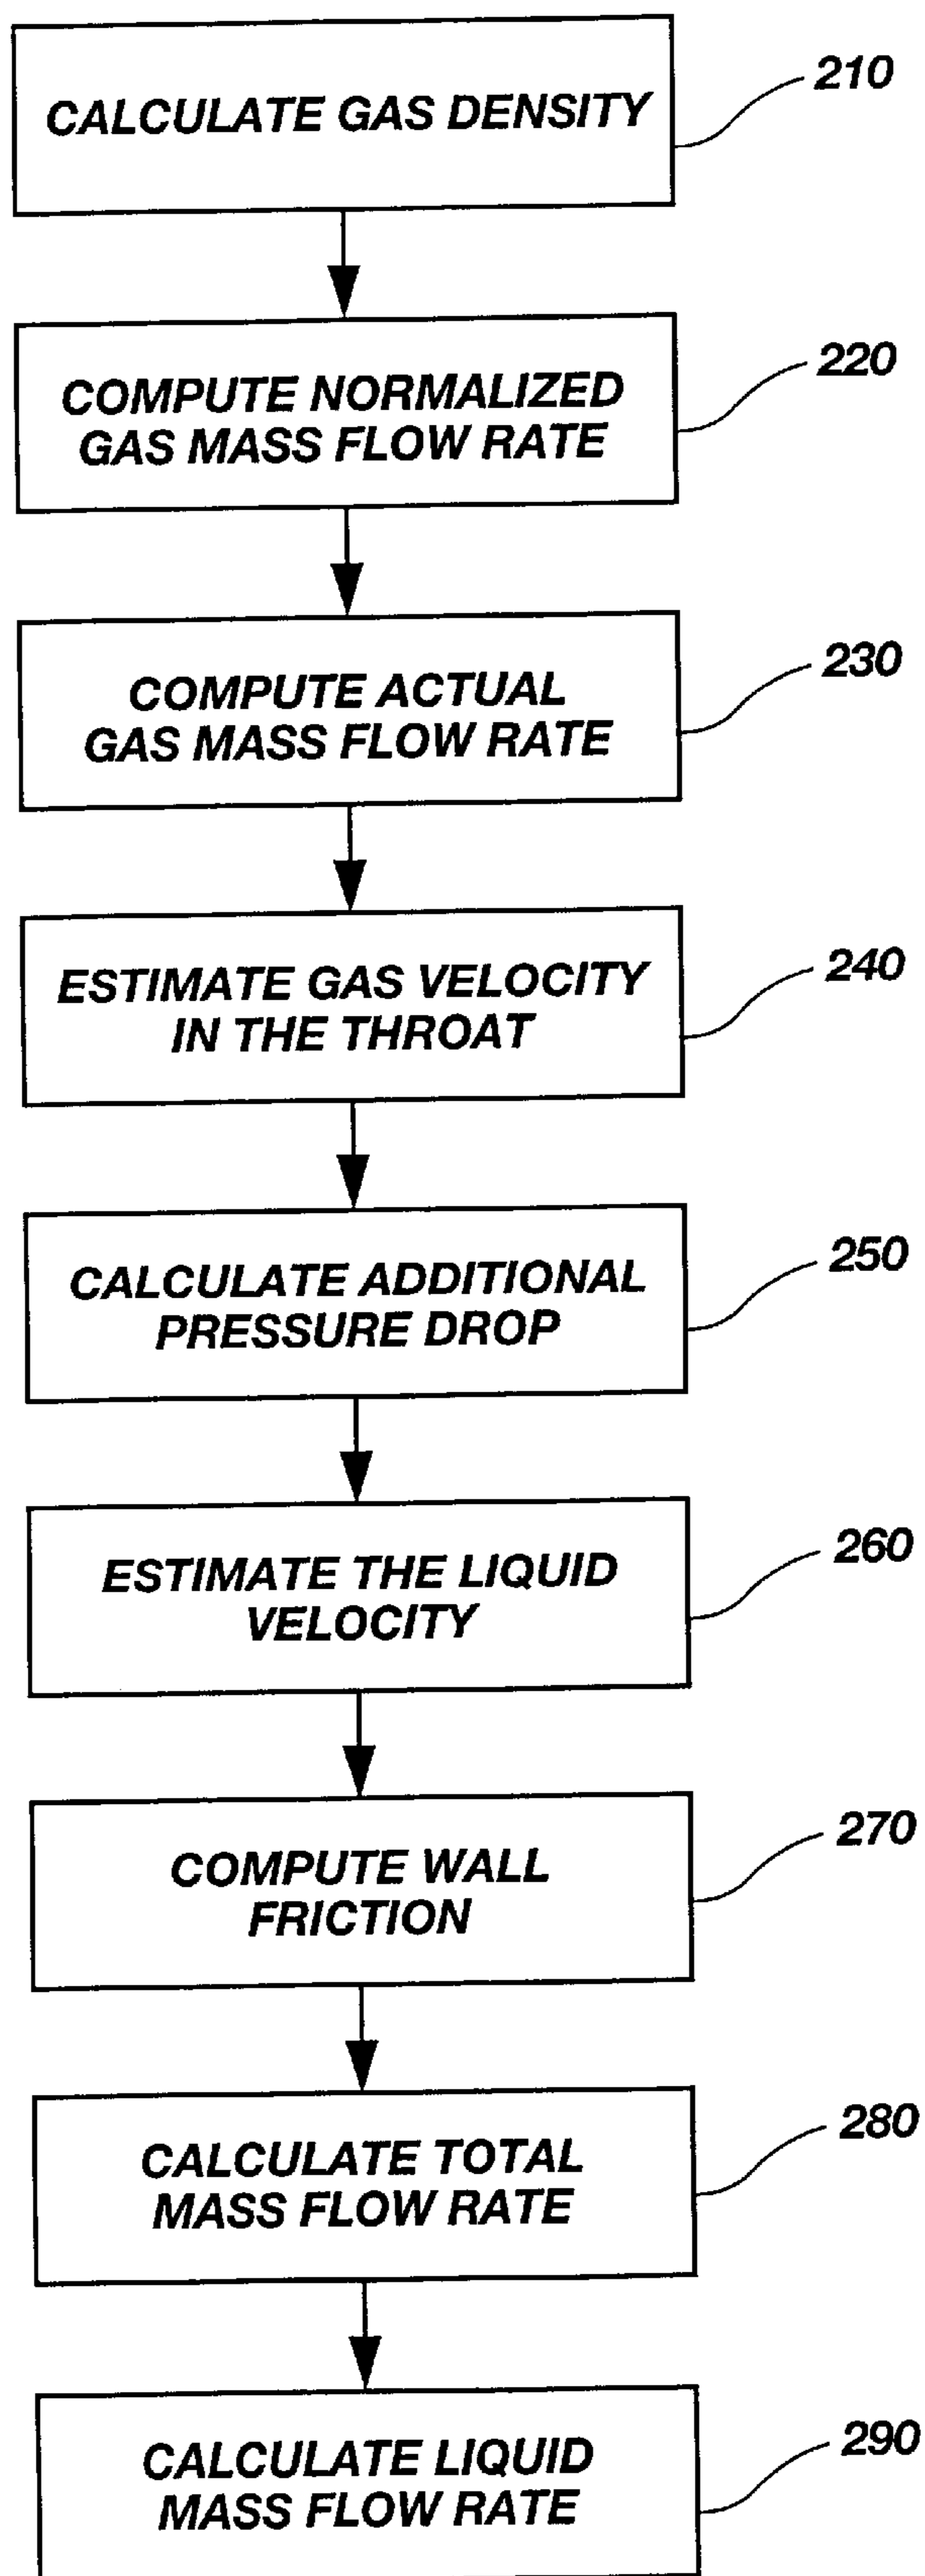 CALCULATE GAS DENSITY
210
COMPUTE NORMALIZED
GAS MASS FLOW RATE
220
COMPUTE ACTUAL
GAS MASS FLOW RATE
230
ESTIMATE GAS VELOCITY
IN THE THROAT
240
CALCULATE ADDITIONAL
PRESSURE DROP
250
ESTIMATE THE LIQUID
VELOCITY
260
COMPUTE WALL
FRICTION
270
CALCULATE TOTAL
MASS FLOW RATE
280
CALCULATE LIQUID
MASS FLOW RATE
290